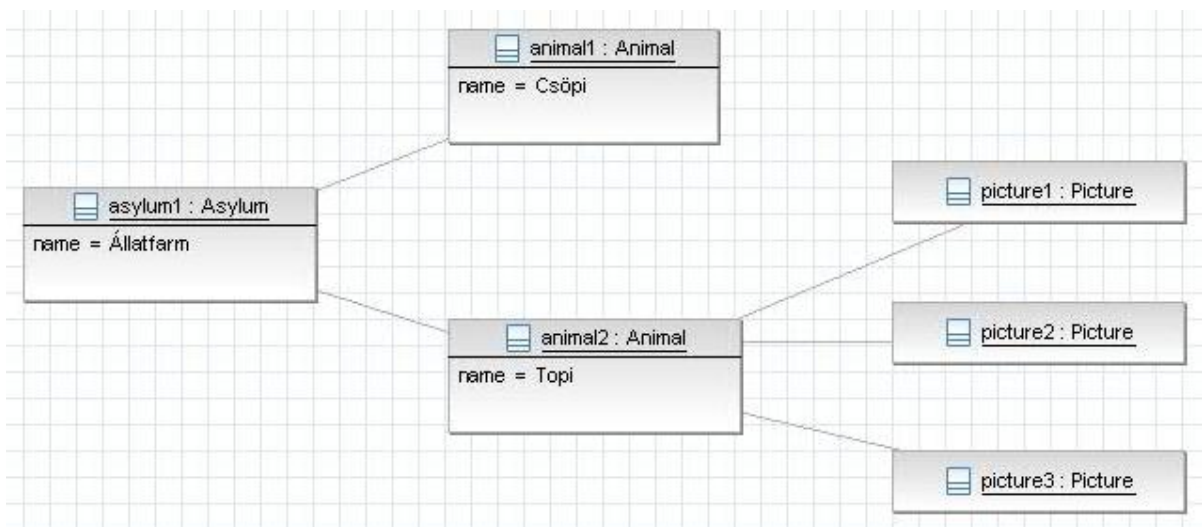 animal1 : Animal
name = Csöpi
asylum1 : Asylum
name = Állatfarm
animal2 : Animal
name = Topi
picture1 : Picture
picture2 : Picture
picture3 : Picture